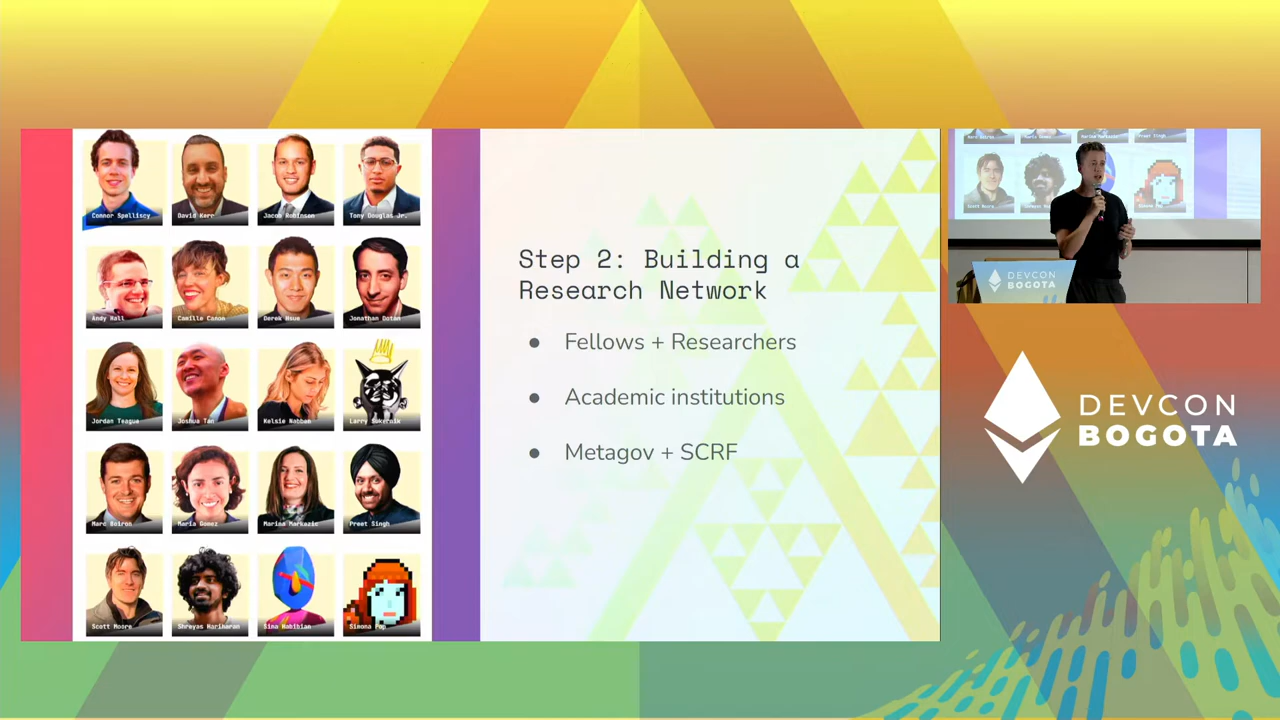 Connor Spelliscy
David Kerr
Jacob Robinson
Tony Douglas Jr.
Andy Hall
Camille Canon
Derek Hsue
Jonathan Dotan
Jordan Teague
Joshua Tan
Kelsie Nabben
Larry Sukernik
Marc Boiron
Maria Gomez
Marina Markezic
Preet Singh
Scott Moore
Shreyas Hariharan
Sina Habibian
Simona Pop
Step 2: Building a
Research Network
● Fellows + Researchers
● Academic institutions
● Metagov + SCRF
Scott Moore
DEVCON
BOGOTA
DEVCON
BOGOTA